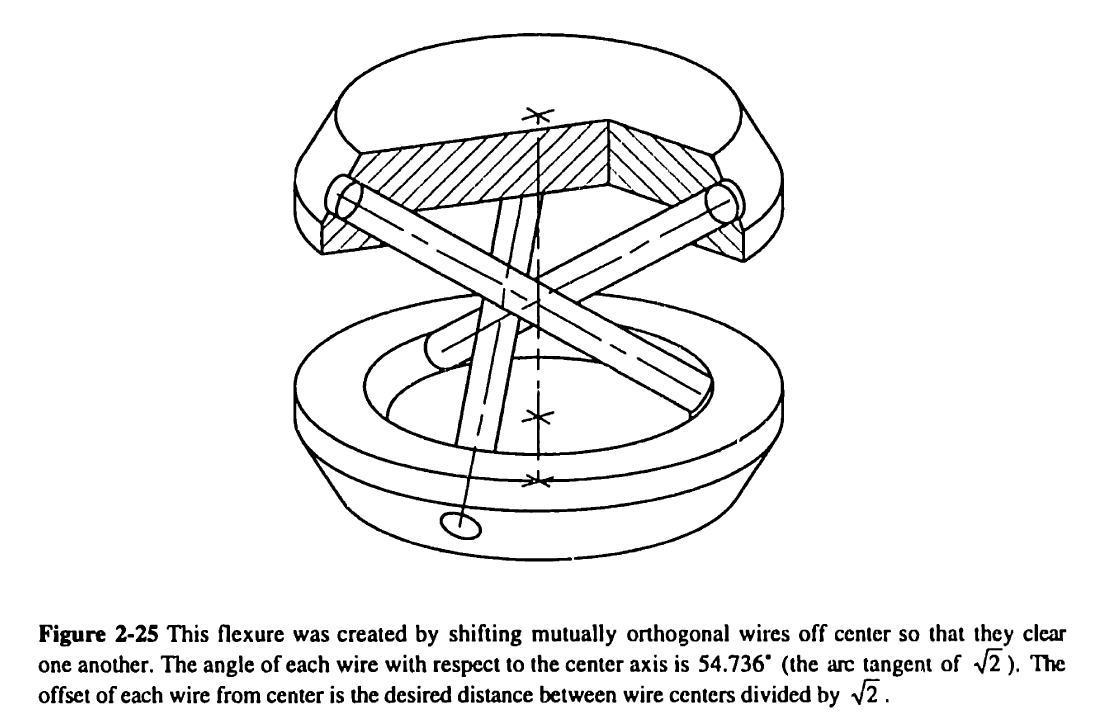 Figure 2-25 This flexure was created by shifting mutually orthogonal wires off center so that they clear
one another. The angle of each wire with respect to the center axis is 54.736° (the arc tangent of √2 ). The
offset of each wire from center is the desired distance between wire centers divided by √2 .